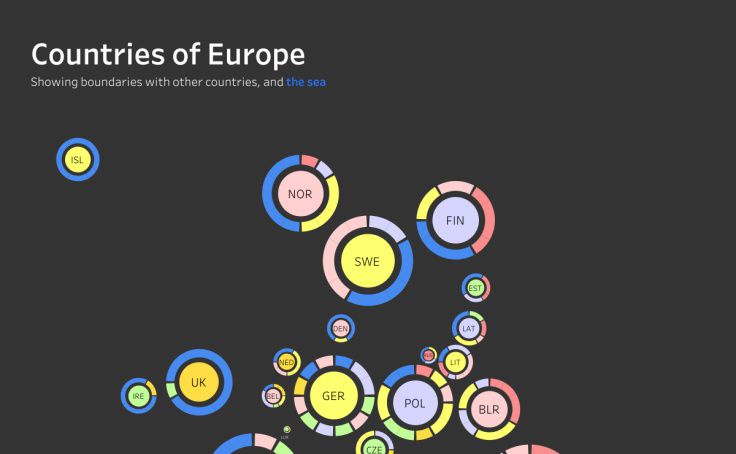 Countries of Europe
Showing boundaries with other countries, and the sea
ISL
NOR
FIN
SWE
EST
DEN
LAT
NED
RUS
LIT
UK
IRE
BEL
GER
POL
BLR
LUX
CZE